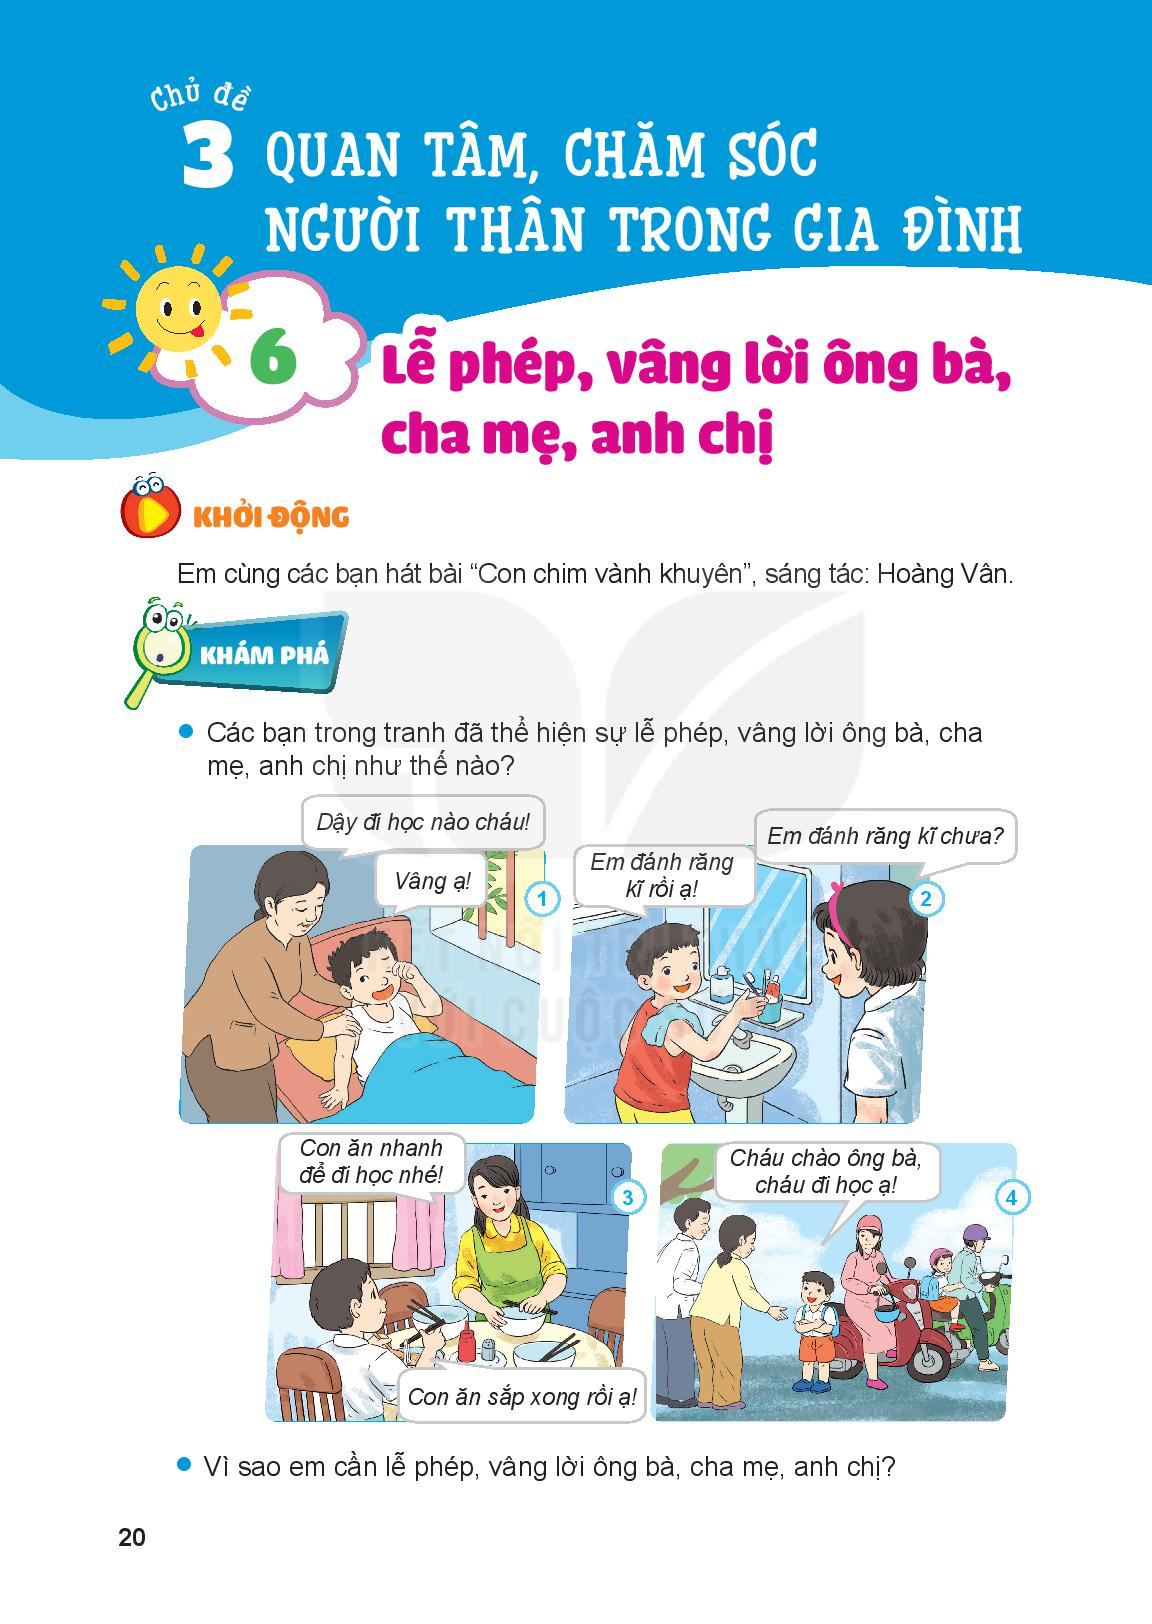 Chủ đề
3 QUAN TÂM, CHĂM SÓC
NGƯỜI THÂN TRONG GIA ĐÌNH
6
Lễ phép, vâng lời ông bà,
cha mẹ, anh chị
KHỞI ĐỘNG
Em cùng các bạn hát bài “Con chim vành khuyên”, sáng tác: Hoàng Vân.
KHÁM PHÁ
Các bạn trong tranh đã thể hiện sự lễ phép, vâng lời ông bà, cha
mẹ, anh chị như thế nào?
Dậy đi học nào cháu!
Vâng ạ!
1
Em đánh răng kĩ chưa?
Em đánh răng
kĩ rồi ạ!
2
Con ăn nhanh
để đi học nhé!
3
Con ăn sắp xong rồi ạ!
Cháu chào ông bà,
cháu đi học ạ!
4
Vì sao em cần lễ phép, vâng lời ông bà, cha mẹ, anh chị?
20